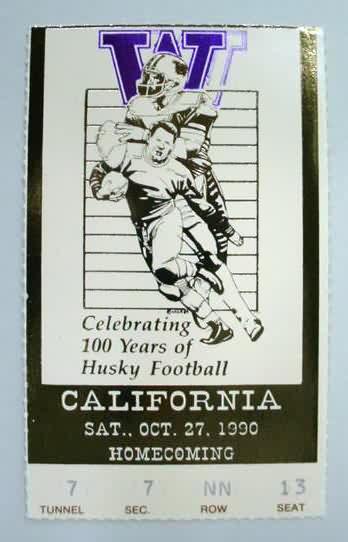 W
Celebrating
100 Years of
Husky Football
CALIFORNIA
SAT., OCT. 27, 1990
HOMECOMING
7 7 NN 13
TUNNEL SEC. ROW SEAT